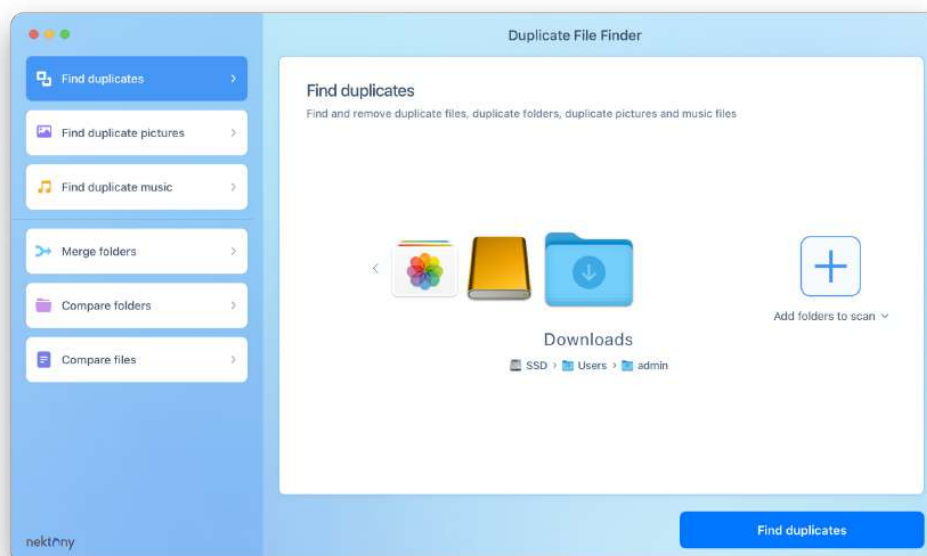 Duplicate File Finder
Find duplicates
Find duplicate pictures
Find duplicate music
Merge folders
Compare folders
Compare files
nektony
Find duplicates
Find and remove duplicate files, duplicate folders, duplicate pictures and music files
Add folders to scan
Downloads
SSD › Users › admin
Find duplicates